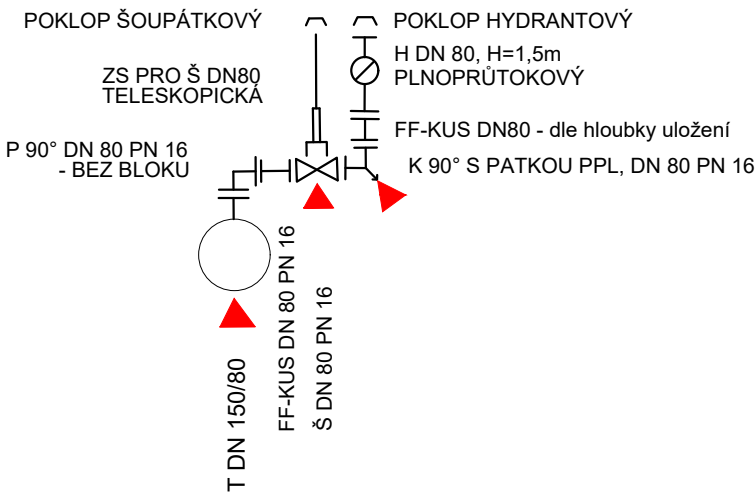 POKLOP ŠOUPÁTKOVÝ
POKLOP HYDRANTOVÝ
H DN 80, H=1,5m
PLNOPRŮTOKOVÝ
ZS PRO Š DN80
TELESKOPICKÁ
FF-KUS DN80 - dle hloubky uložení
P 90° DN 80 PN 16
- BEZ BLOKU
K 90° S PATKOU PPL, DN 80 PN 16
T DN 150/80
FF-KUS DN 80 PN 16
Š DN 80 PN 16